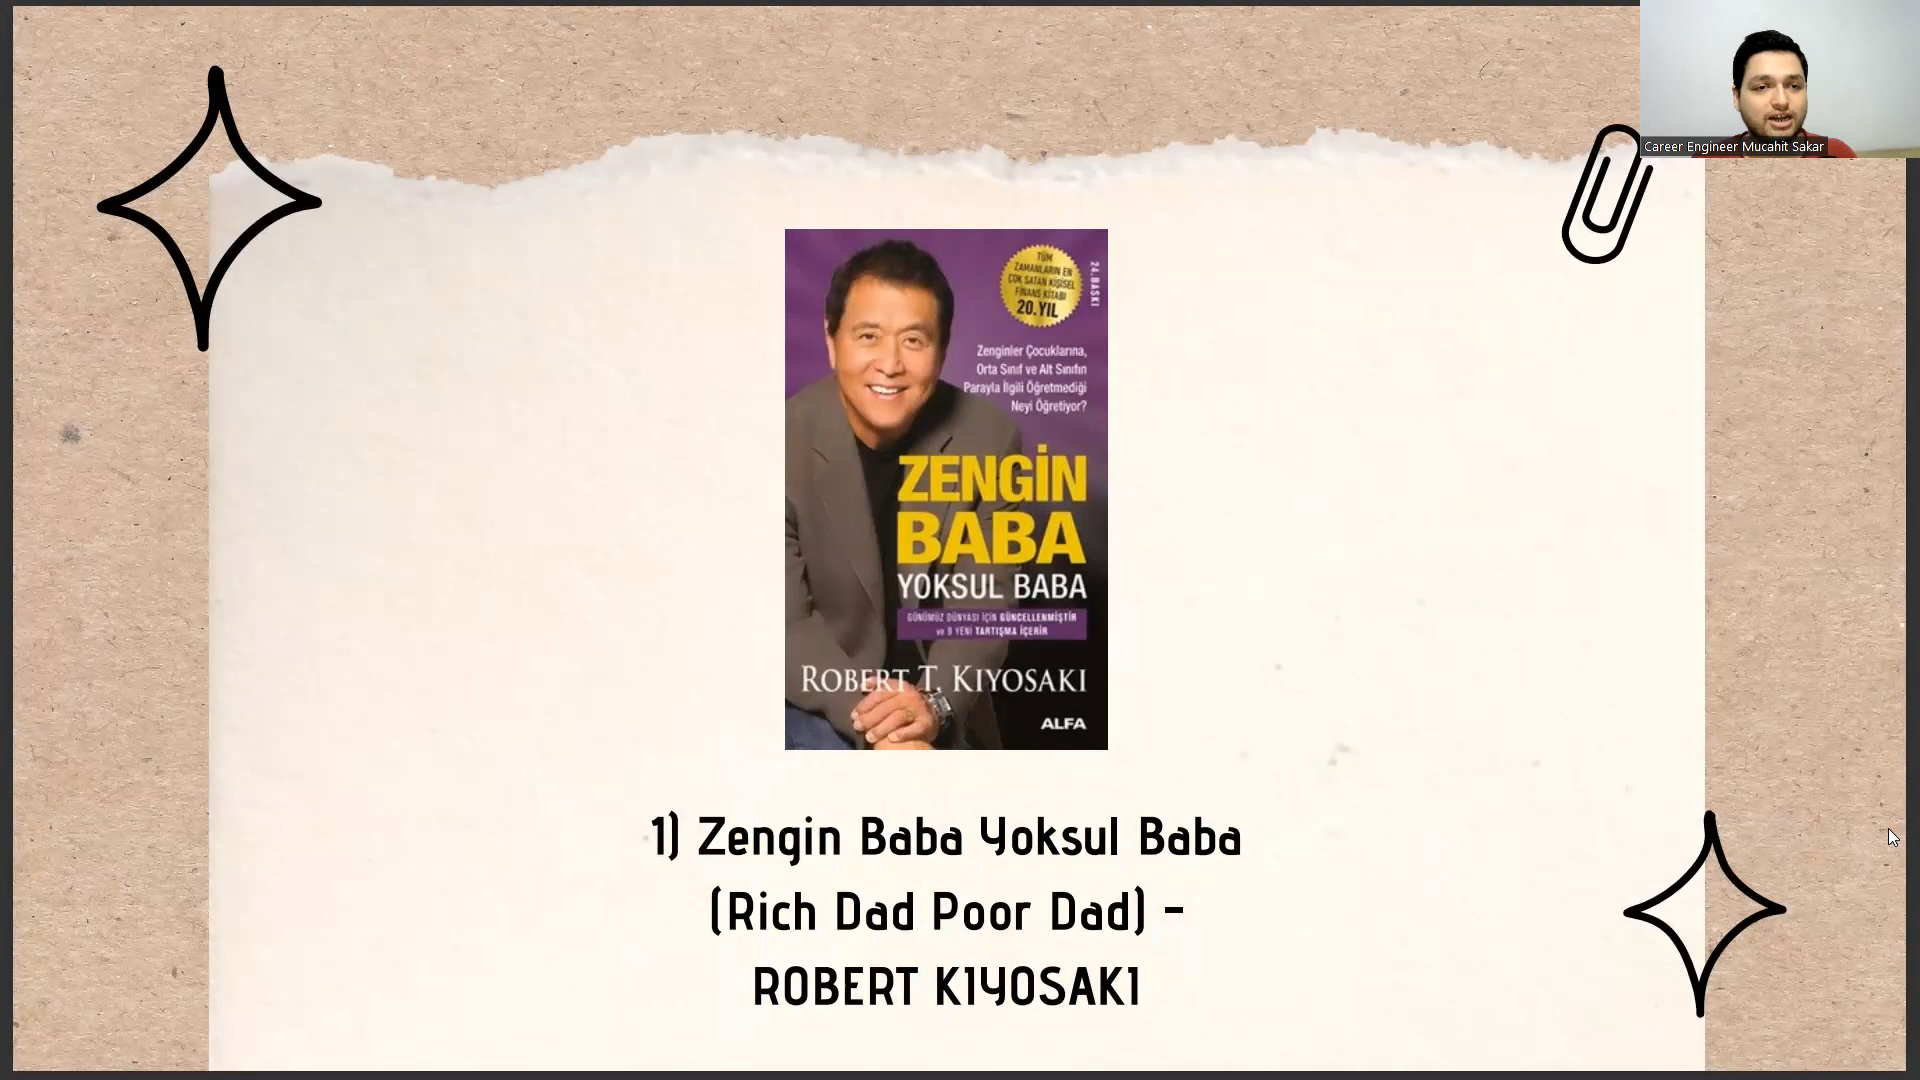 Career Engineer Mucahit Sakar
TÜM
ZAMANLARIN EN
ÇOK SATAN KİŞİSEL
FİNANS KİTABI
20. YIL
24. BASKI
Zenginler Çocuklarına,
Orta Sınıf ve Alt Sınıfın
Parayla İlgili Öğretmediği
Neyi Öğretiyor?
ZENGİN
BABA
YOKSUL BABA
GÜNÜMÜZ DÜNYASI İÇİN GÜNCELLENMİŞTİR
ve 9 YENİ TARTIŞMA İÇERİR
ROBERT T. KIYOSAKI
ALFA
1) Zengin Baba Yoksul Baba
(Rich Dad Poor Dad) -
ROBERT KIYOSAKI